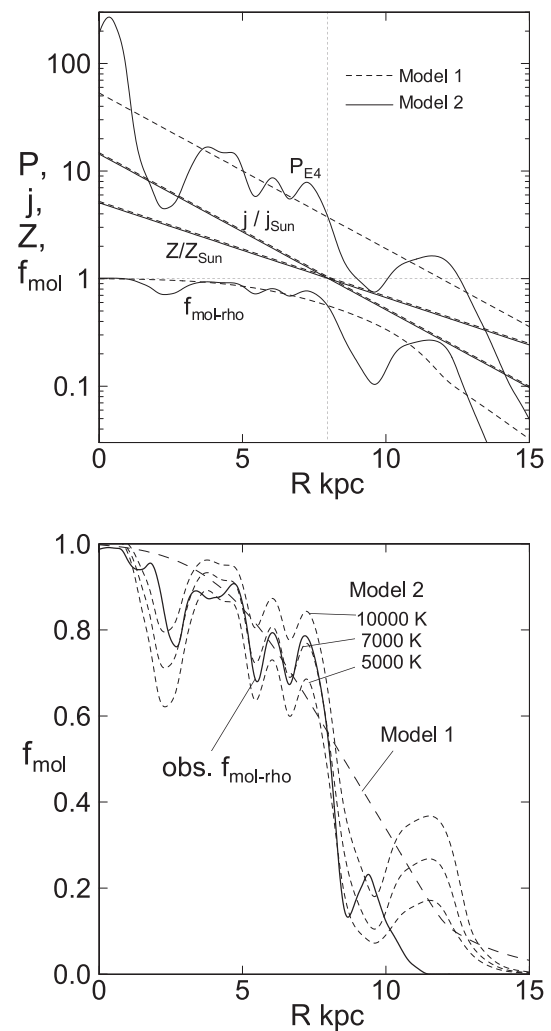 100
10
1
0.1
P,
j,
Z,
f_mol
Model 1
Model 2
P_E4
j / j_Sun
Z/Z_Sun
f_mol-rho
0
5
10
15
R kpc
1.0
0.8
0.6
0.4
0.2
0.0
f_mol
Model 2
10000 K
7000 K
5000 K
Model 1
obs. f_mol-rho
0
5
10
15
R kpc